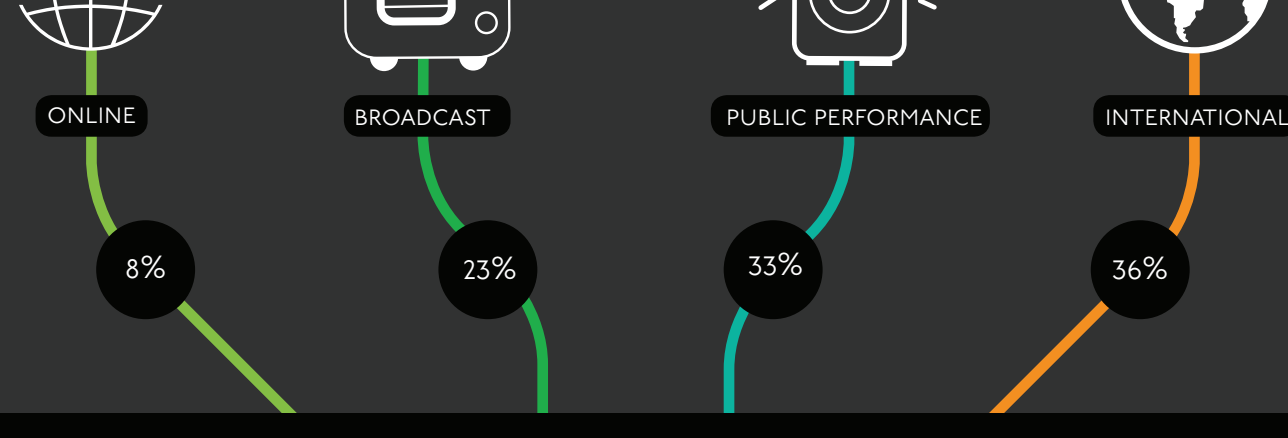 ONLINE
BROADCAST
PUBLIC PERFORMANCE
INTERNATIONAL
8%
23%
33%
36%